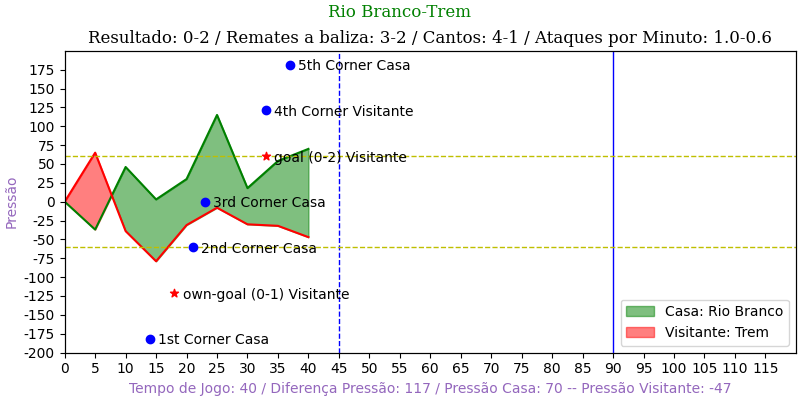 Rio Branco-Trem
Resultado: 0-2 / Remates a baliza: 3-2 / Cantos: 4-1 / Ataques por Minuto: 1.0-0.6
Pressão
175
150
125
100
75
50
25
0
-25
-50
-75
-100
-125
-150
-175
-200
5th Corner Casa
4th Corner Visitante
goal (0-2) Visitante
3rd Corner Casa
2nd Corner Casa
own-goal (0-1) Visitante
1st Corner Casa
Casa: Rio Branco
Visitante: Trem
0 5 10 15 20 25 30 35 40 45 50 55 60 65 70 75 80 85 90 95 100 105 110 115
Tempo de Jogo: 40 / Diferença Pressão: 117 / Pressão Casa: 70 -- Pressão Visitante: -47